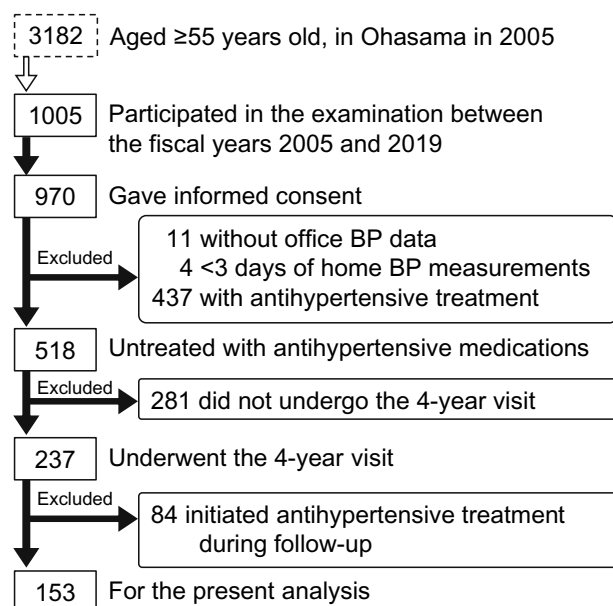 3182 Aged ≥55 years old, in Ohasama in 2005
1005 Participated in the examination between
the fiscal years 2005 and 2019
970 Gave informed consent
Excluded
11 without office BP data
4 <3 days of home BP measurements
437 with antihypertensive treatment
518 Untreated with antihypertensive medications
Excluded
281 did not undergo the 4-year visit
237 Underwent the 4-year visit
Excluded
84 initiated antihypertensive treatment
during follow-up
153 For the present analysis